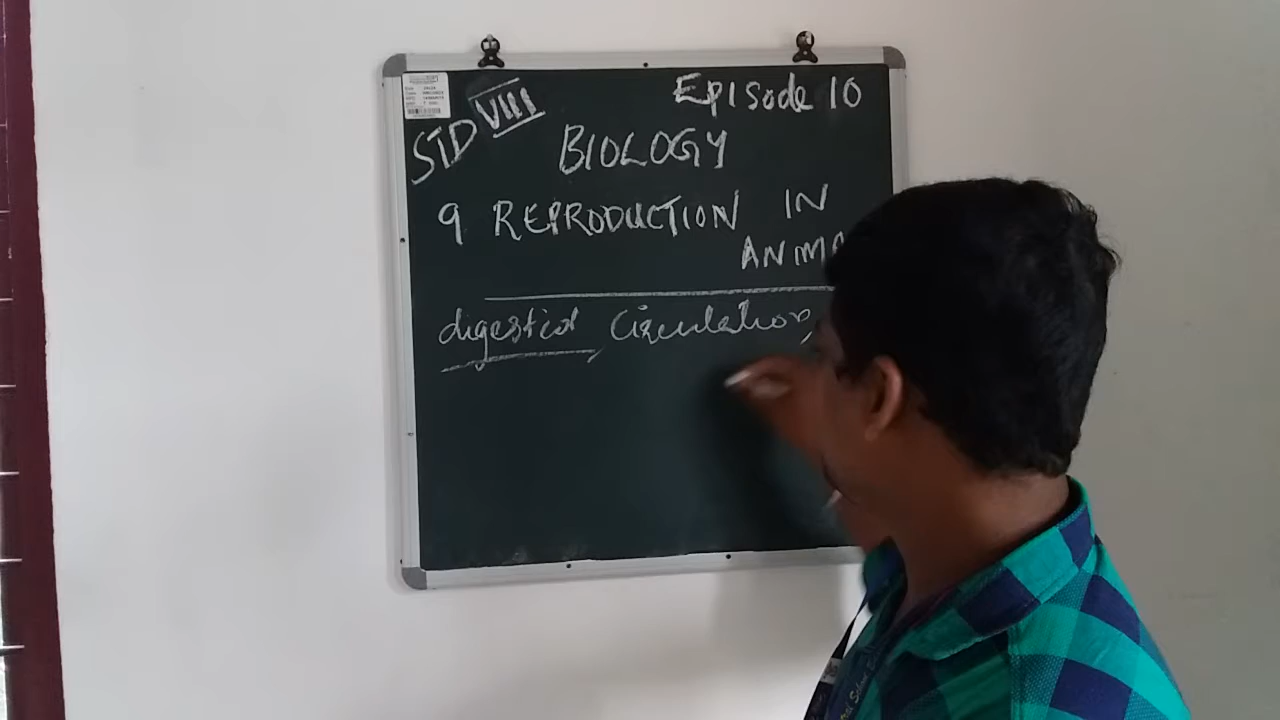 Episode 10
STD VIII
BIOLOGY
9 REPRODUCTION IN
ANIMA
digestion, Circulation,